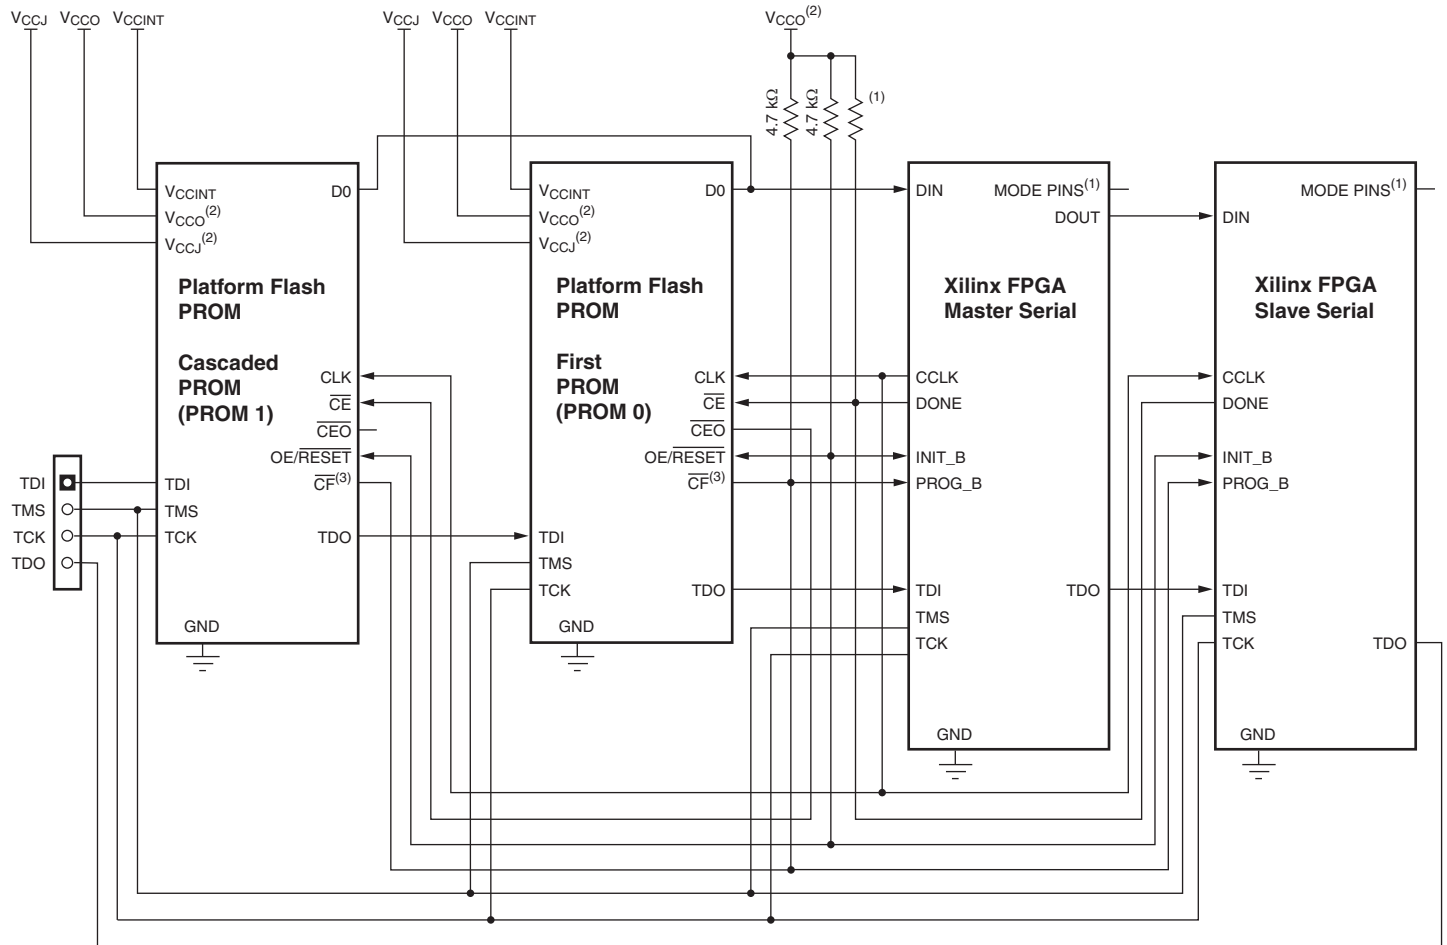 VCCJ VCCO VCCINT
VCCJ VCCO VCCINT
VCCO(2)
4.7 kΩ
4.7 kΩ
(1)
VCCINT
VCCO(2)
VCCJ(2)
D0
Platform Flash
PROM
Cascaded
PROM
(PROM 1)
CLK
CE
CEO
OE/RESET
CF(3)
TDI
TMS
TCK
TDO
GND
TDI
TMS
TCK
TDO
VCCINT
VCCO(2)
VCCJ(2)
D0
Platform Flash
PROM
First
PROM
(PROM 0)
CLK
CE
CEO
OE/RESET
CF(3)
TDI
TMS
TCK
TDO
GND
DIN
MODE PINS(1)
DOUT
Xilinx FPGA
Master Serial
CCLK
DONE
INIT_B
PROG_B
TDI
TMS
TCK
TDO
GND
MODE PINS(1)
DIN
Xilinx FPGA
Slave Serial
CCLK
DONE
INIT_B
PROG_B
TDI
TMS
TCK
TDO
GND